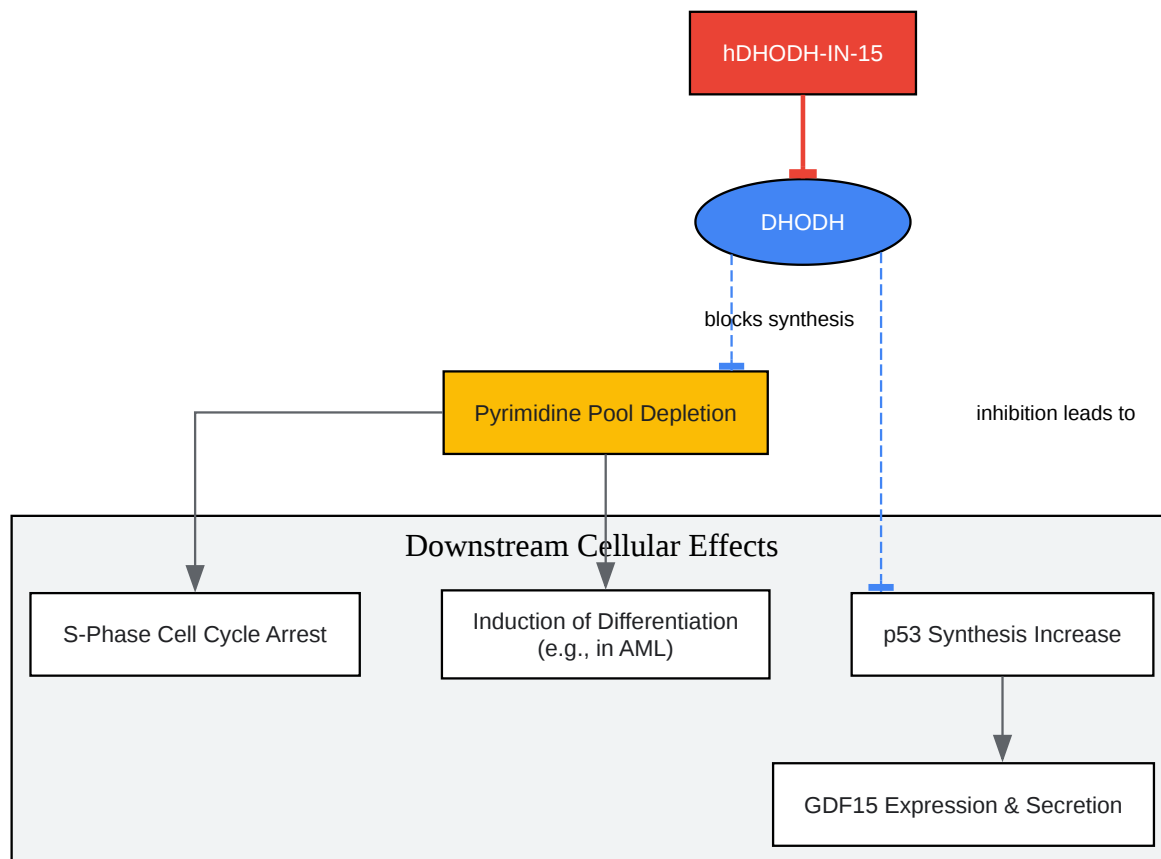 hDHODH-IN-15
DHODH
blocks synthesis
Pyrimidine Pool Depletion
inhibition leads to
Downstream Cellular Effects
S-Phase Cell Cycle Arrest
Induction of Differentiation
(e.g., in AML)
p53 Synthesis Increase
GDF15 Expression & Secretion